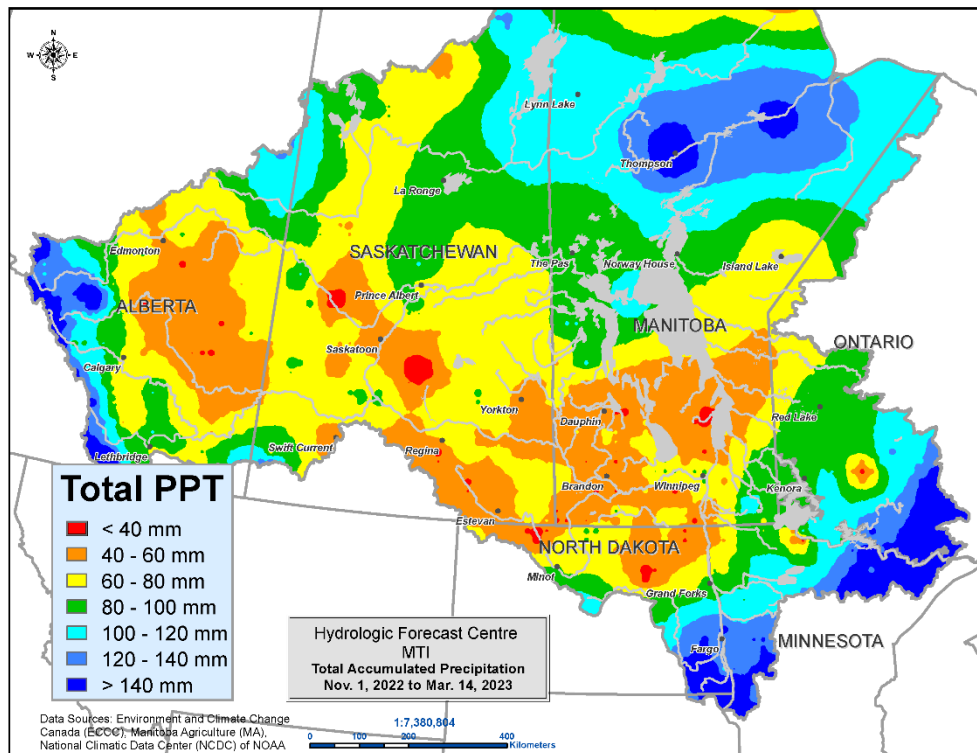 N
W E
S
Lynn Lake
Thompson
La Ronge
Edmonton
SASKATCHEWAN
The Pas
Norway House
Island Lake
Prince Albert
ALBERTA
MANITOBA
ONTARIO
Saskatoon
Calgary
Yorkton
Dauphin
Red Lake
Swift Current
Regina
Lethbridge
Brandon
Winnipeg
Kenora
Estevan
NORTH DAKOTA
Minot
Grand Forks
MINNESOTA
Fargo
Total PPT
< 40 mm
40 - 60 mm
60 - 80 mm
80 - 100 mm
100 - 120 mm
120 - 140 mm
> 140 mm
Hydrologic Forecast Centre
MTI
Total Accumulated Precipitation
Nov. 1, 2022 to Mar. 14, 2023
Data Sources: Environment and Climate Change
Canada (ECCC), Manitoba Agriculture (MA),
National Climatic Data Center (NCDC) of NOAA
1:7,380,804
0 100 200 400
Kilometers